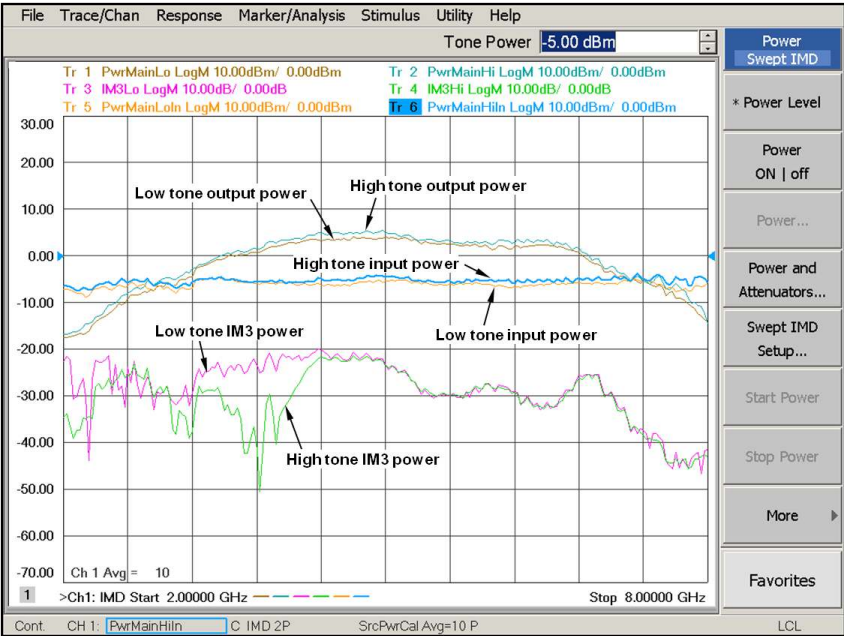 File Trace/Chan Response Marker/Analysis Stimulus Utility Help
Tone Power -5.00 dBm
Power
Swept IMD
Tr 1 PwrMainLo LogM 10.00dBm/ 0.00dBm
Tr 2 PwrMainHi LogM 10.00dBm/ 0.00dBm
Tr 3 IM3Lo LogM 10.00dB/ 0.00dB
Tr 4 IM3Hi LogM 10.00dB/ 0.00dB
Tr 5 PwrMainLoIn LogM 10.00dBm/ 0.00dBm
Tr 6 PwrMainHiIn LogM 10.00dBm/ 0.00dBm
* Power Level
Power
ON | off
Power...
Power and
Attenuators...
Swept IMD
Setup...
Start Power
Stop Power
More
Favorites
30.00
20.00
10.00
0.00
-10.00
-20.00
-30.00
-40.00
-50.00
-60.00
-70.00
Low tone output power
High tone output power
High tone input power
Low tone IM3 power
Low tone input power
High tone IM3 power
Ch 1 Avg = 10
1 >Ch1: IMD Start 2.00000 GHz
Stop 8.00000 GHz
Cont. CH 1: PwrMainHiIn C IMD 2P SrcPwrCal Avg=10 P LCL